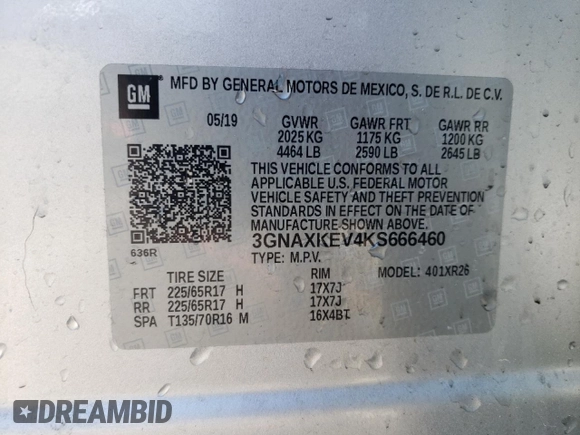 GM ® MFD BY GENERAL MOTORS DE MEXICO, S. DE R.L. DE C.V.
05/19 GVWR GAWR FRT GAWR RR
2025 KG 1175 KG 1200 KG
4464 LB 2590 LB 2645 LB
THIS VEHICLE CONFORMS TO ALL
APPLICABLE U.S. FEDERAL MOTOR
VEHICLE SAFETY AND THEFT PREVENTION
STANDARDS IN EFFECT ON THE DATE OF
MANUFACTURE SHOWN ABOVE.
3GNAXKEV4KS666460
636R TYPE: M.P.V.
TIRE SIZE RIM MODEL: 401XR26
FRT 225/65R17 H 17X7J
RR 225/65R17 H 17X7J
SPA T135/70R16 M 16X4BT
DREAMBID